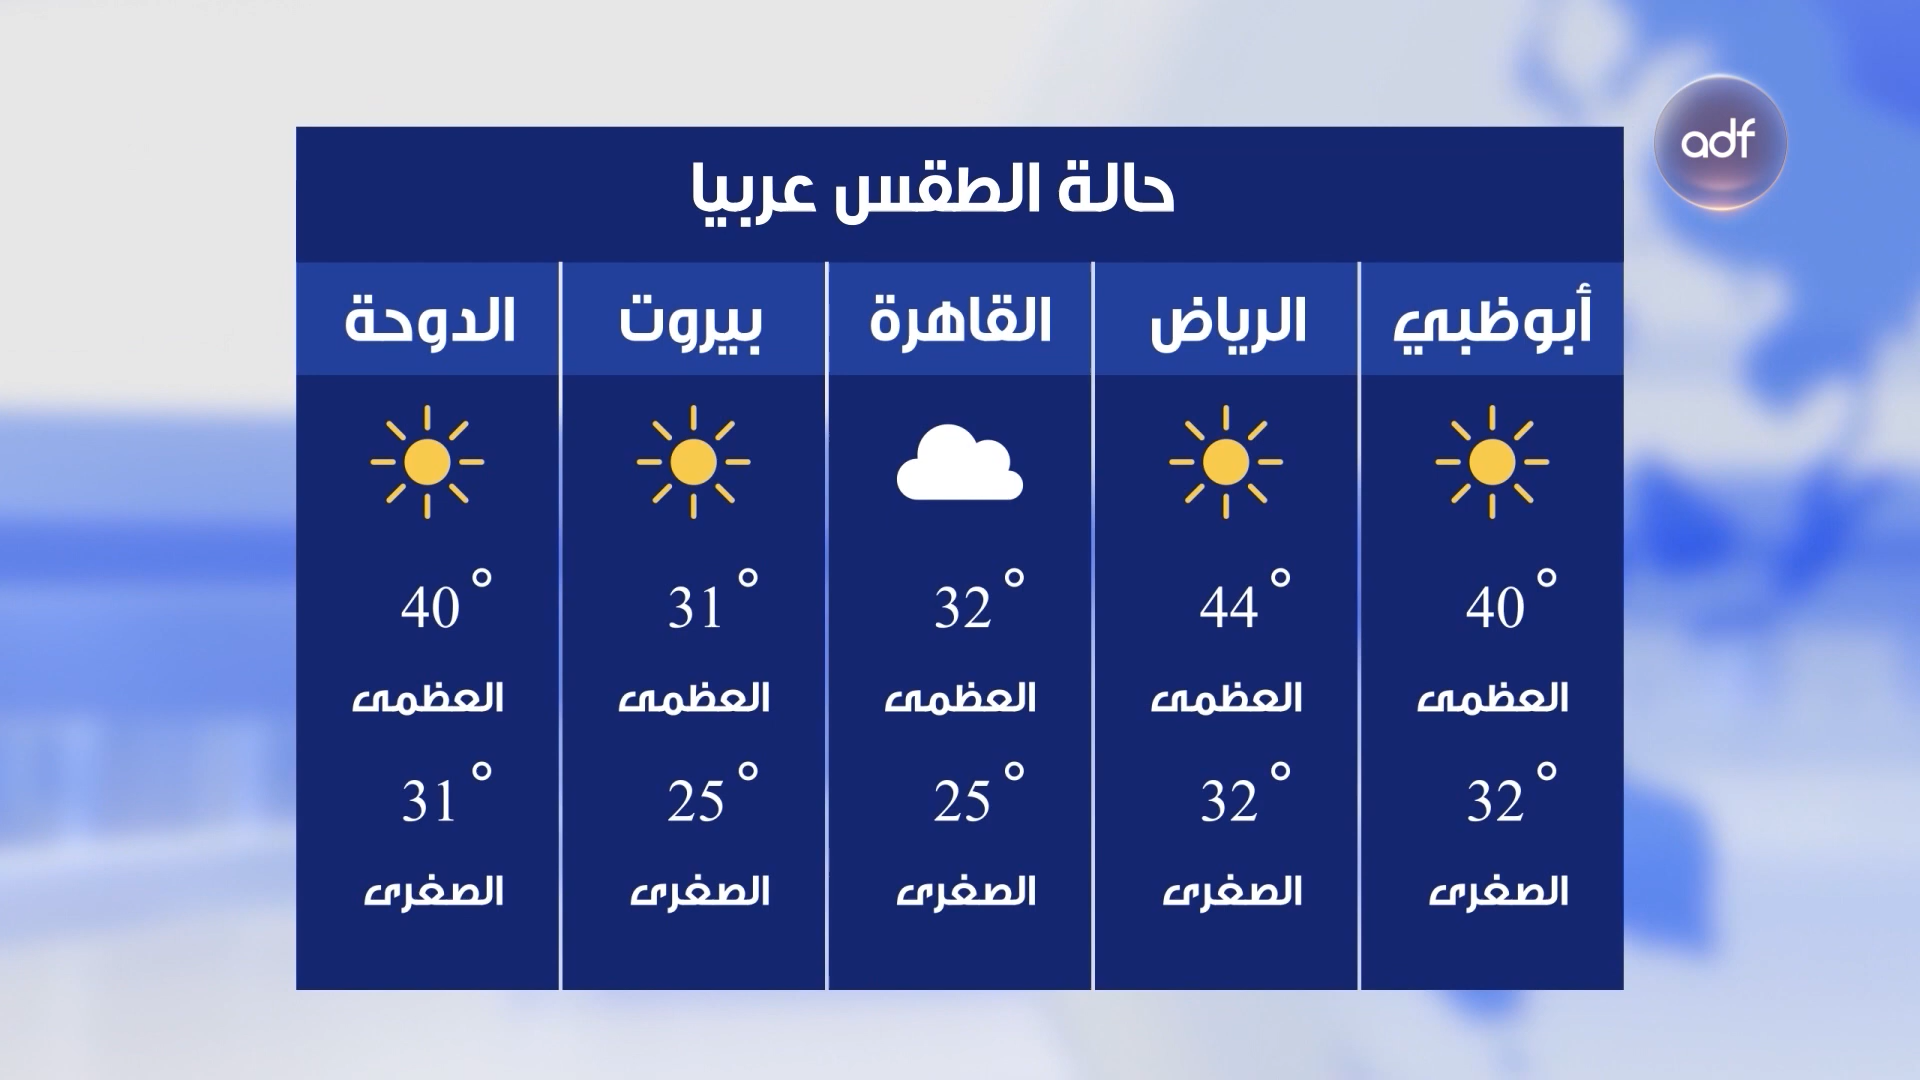 adf
حالة الطقس عربيا
أبوظبي
الرياض
القاهرة
بيروت
الدوحة
40°
44°
32°
31°
40°
العظمى
العظمى
العظمى
العظمى
العظمى
32°
32°
25°
25°
31°
الصغرى
الصغرى
الصغرى
الصغرى
الصغرى